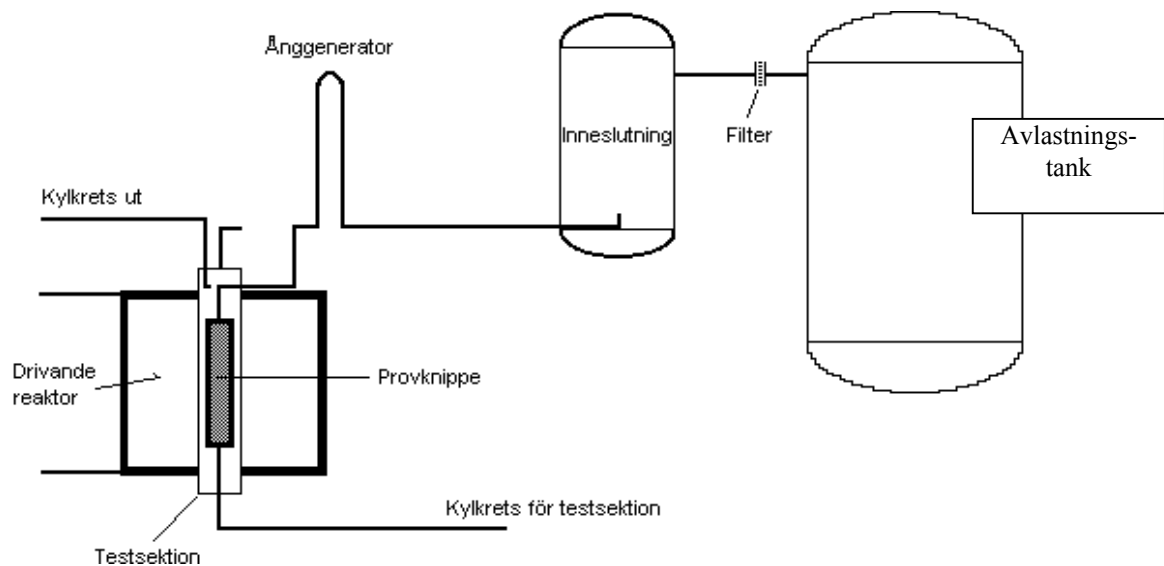 Ånggenerator
Inneslutning
Filter
Avlastnings-
tank
Kylkrets ut
Drivande
reaktor
Provknippe
Kylkrets för testsektion
Testsektion